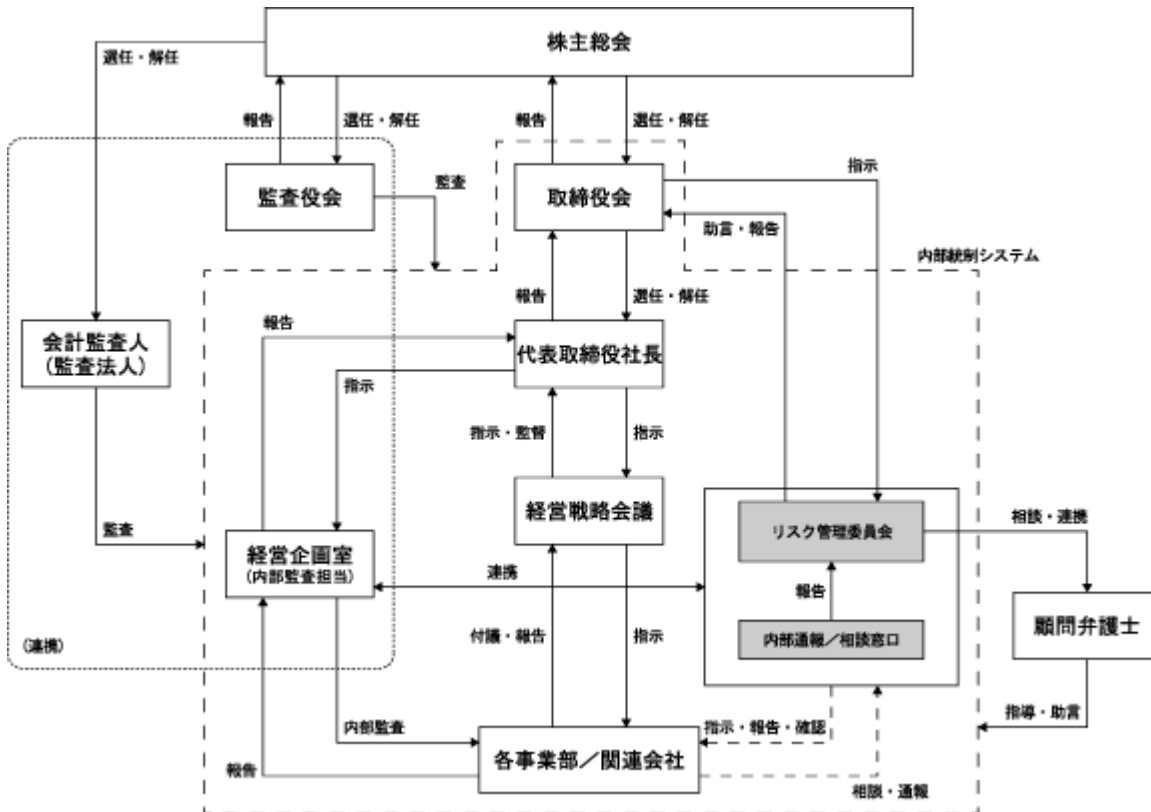 株主総会
選任・解任
報告
選任・解任
報告
選任・解任
監査役会
監査
取締役会
指示
助言・報告
内部統制システム
報告
選任・解任
会計監査人
(監査法人)
報告
代表取締役社長
指示
指示・監督
指示
経営戦略会議
リスク管理委員会
相談・連携
監査
経営企画室
(内部監査担当)
連携
報告
付議・報告
指示
内部通報/相談窓口
顧問弁護士
(連携)
内部監査
指示・報告・確認
指導・助言
各事業部/関連会社
報告
相談・通報